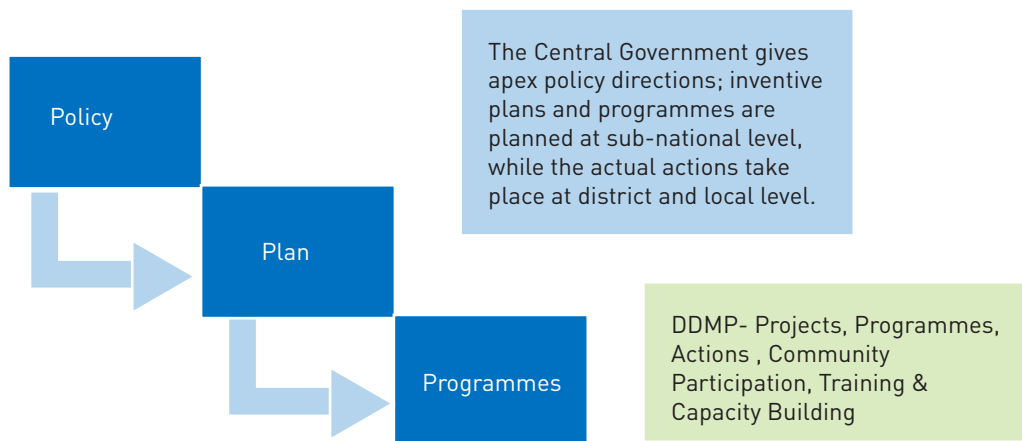 Policy
The Central Government gives
apex policy directions; inventive
plans and programmes are
planned at sub-national level,
while the actual actions take
place at district and local level.
Plan
Programmes
DDMP- Projects, Programmes,
Actions , Community
Participation, Training &
Capacity Building